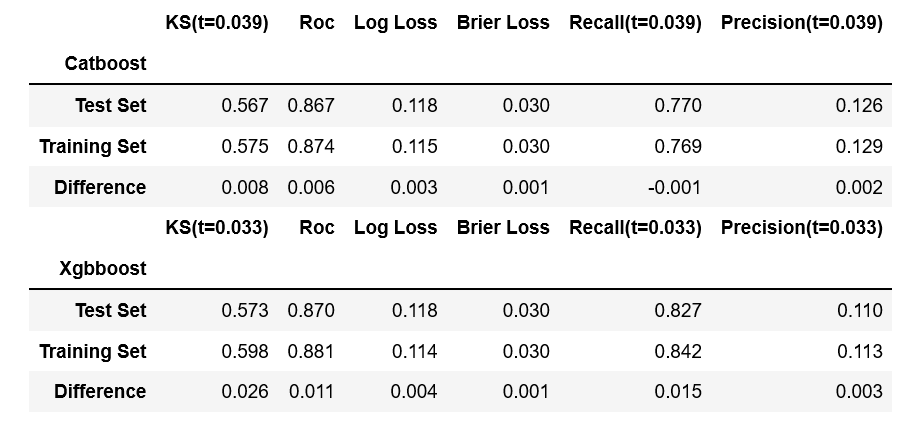 KS(t=0.039) Roc Log Loss Brier Loss Recall(t=0.039) Precision(t=0.039)
Catboost
Test Set 0.567 0.867 0.118 0.030 0.770 0.126
Training Set 0.575 0.874 0.115 0.030 0.769 0.129
Difference 0.008 0.006 0.003 0.001 -0.001 0.002
KS(t=0.033) Roc Log Loss Brier Loss Recall(t=0.033) Precision(t=0.033)
Xgbboost
Test Set 0.573 0.870 0.118 0.030 0.827 0.110
Training Set 0.598 0.881 0.114 0.030 0.842 0.113
Difference 0.026 0.011 0.004 0.001 0.015 0.003